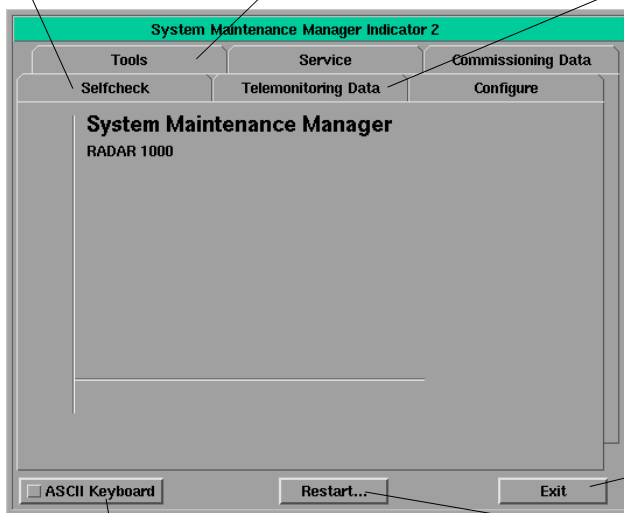 System Maintenance Manager Indicator 2
Tools Service Commissioning Data
Selfcheck Telemonitoring Data Configure
System Maintenance Manager
RADAR 1000
ASCII Keyboard Restart... Exit